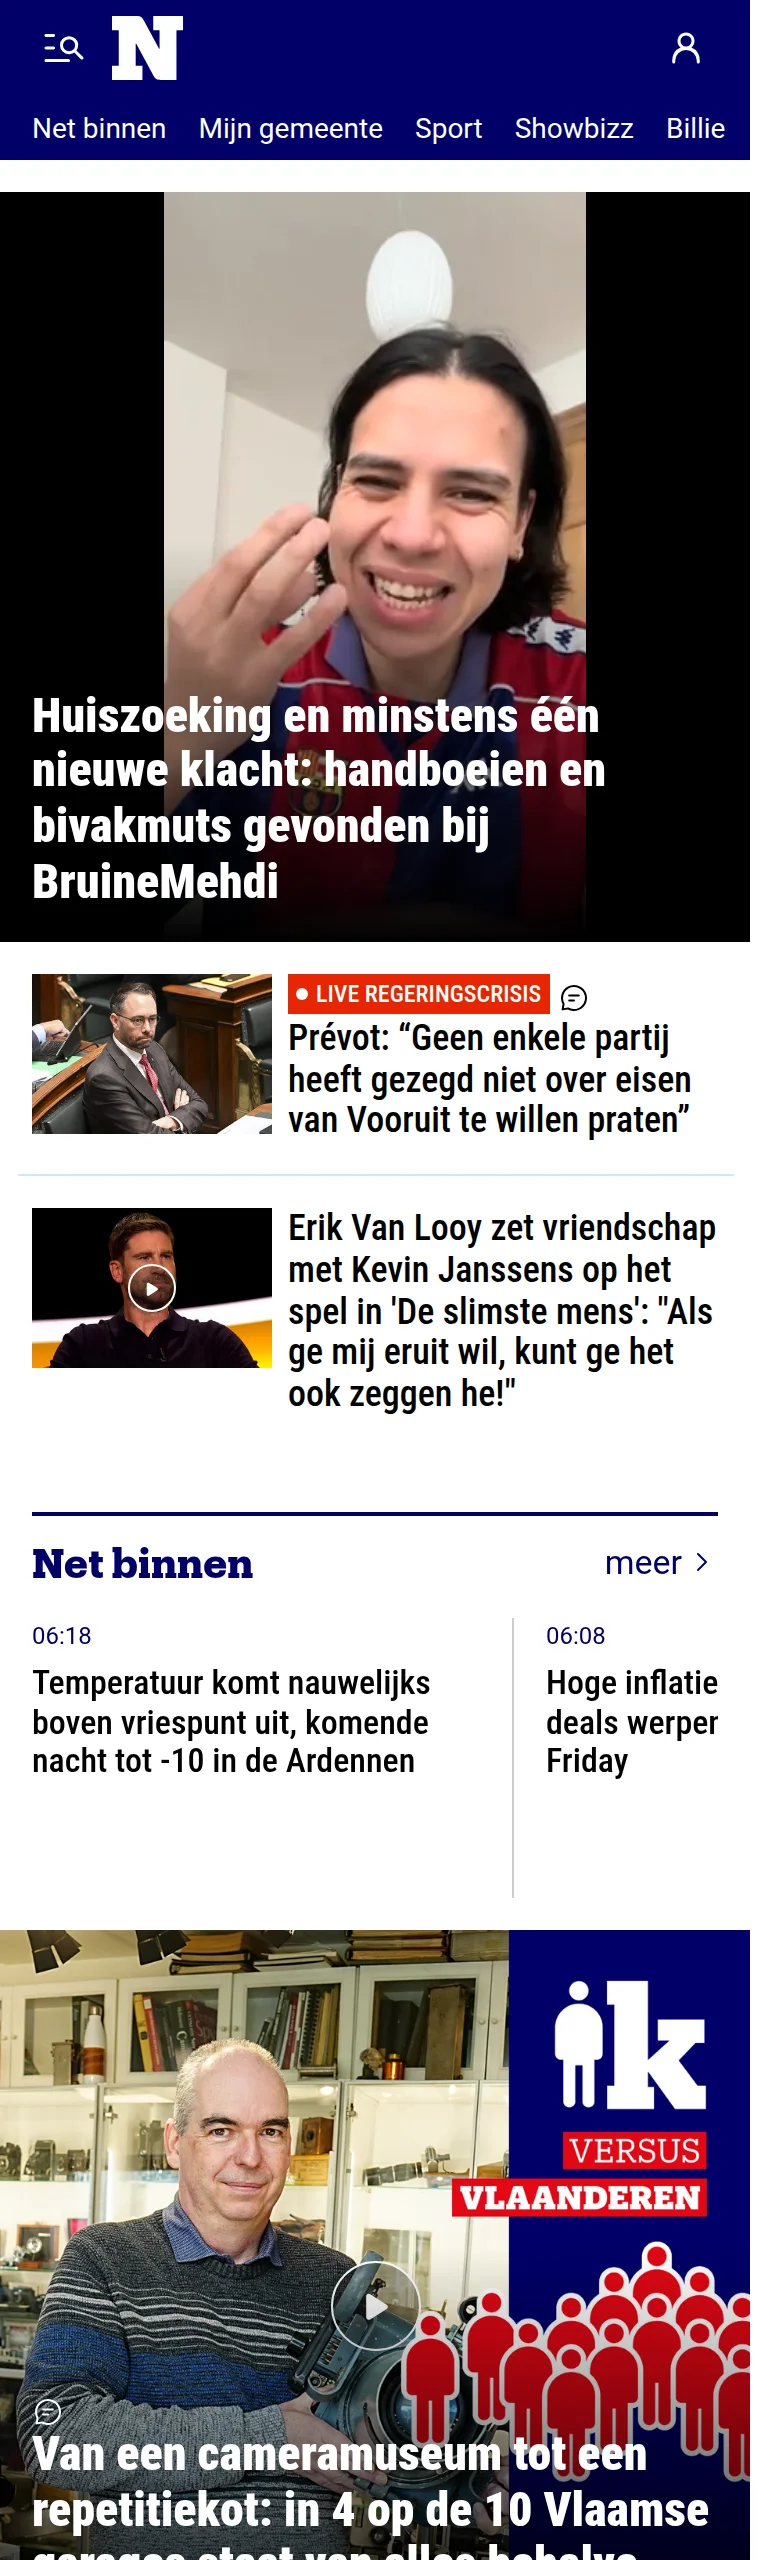 N
Net binnen Mijn gemeente Sport Showbizz Billie
Huiszoeking en minstens één
nieuwe klacht: handboeien en
bivakmuts gevonden bij
BruineMehdi
LIVE REGERINGSCRISIS
Prévot: “Geen enkele partij
heeft gezegd niet over eisen
van Vooruit te willen praten”
Erik Van Looy zet vriendschap
met Kevin Janssens op het
spel in 'De slimste mens': "Als
ge mij eruit wil, kunt ge het
ook zeggen he!"
Net binnen
meer
06:18
Temperatuur komt nauwelijks
boven vriespunt uit, komende
nacht tot -10 in de Ardennen
06:08
Hoge inflatie
deals werper
Friday
ik
VERSUS
VLAANDEREN
Van een cameramuseum tot een
repetitiekot: in 4 op de 10 Vlaamse
garages staat van alles behalve